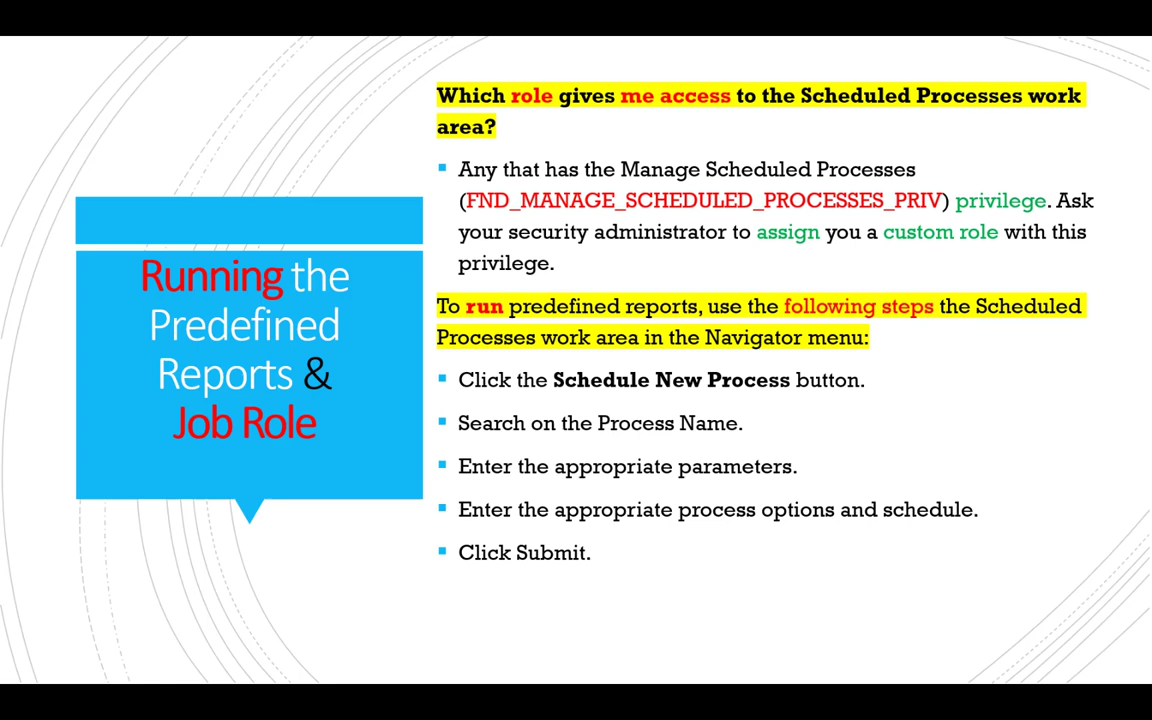 Running the
Predefined
Reports &
Job Role
Which role gives me access to the Scheduled Processes work
area?
Any that has the Manage Scheduled Processes
(FND_MANAGE_SCHEDULED_PROCESSES_PRIV) privilege. Ask
your security administrator to assign you a custom role with this
privilege.
To run predefined reports, use the following steps the Scheduled
Processes work area in the Navigator menu:
Click the Schedule New Process button.
Search on the Process Name.
Enter the appropriate parameters.
Enter the appropriate process options and schedule.
Click Submit.